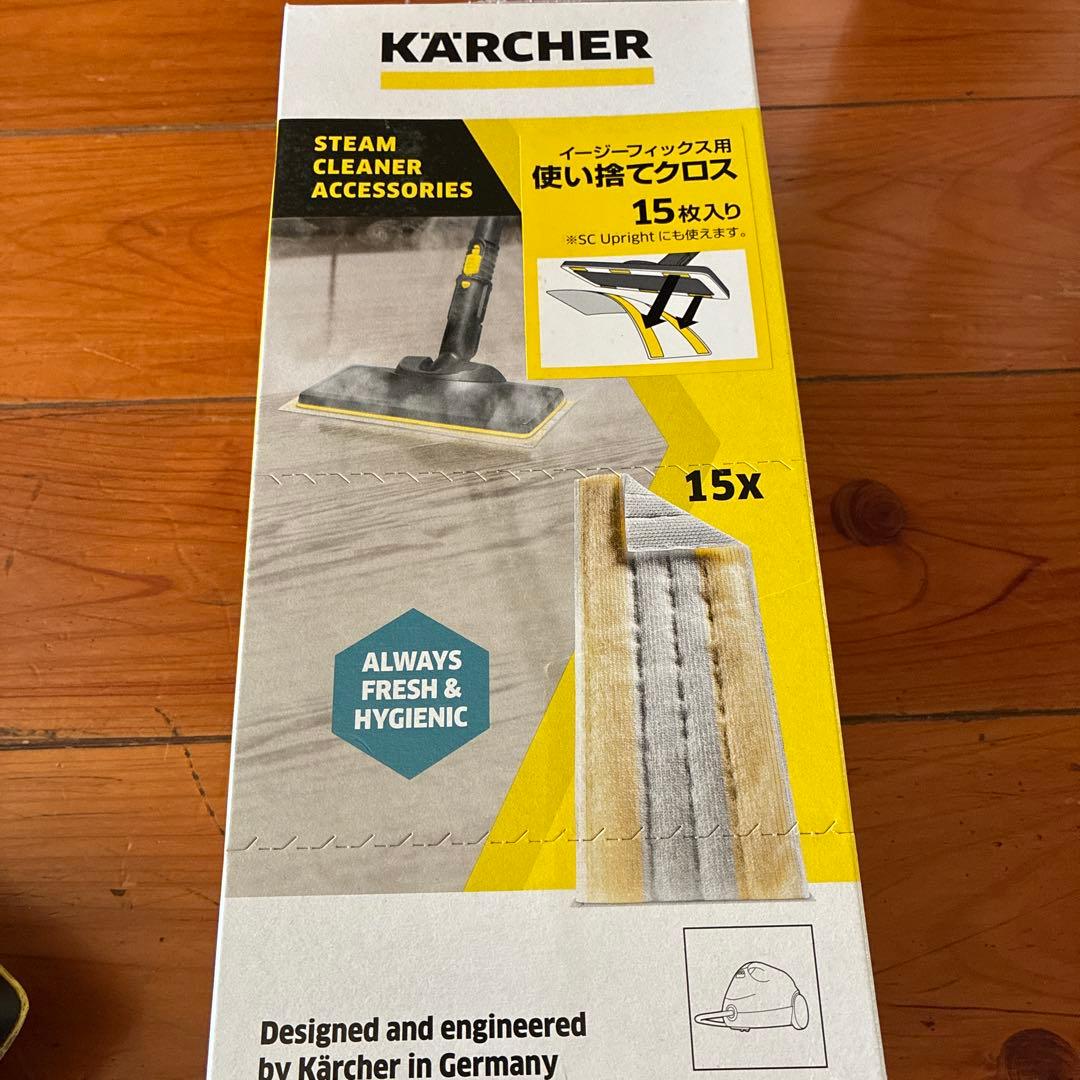 KÄRCHER
STEAM
CLEANER
ACCESSORIES
イージーフィックス用
使い捨てクロス
15枚入り
※SC Uprightにも使えます。
15x
ALWAYS
FRESH &
HYGIENIC
Designed and engineered
by Kärcher in Germany